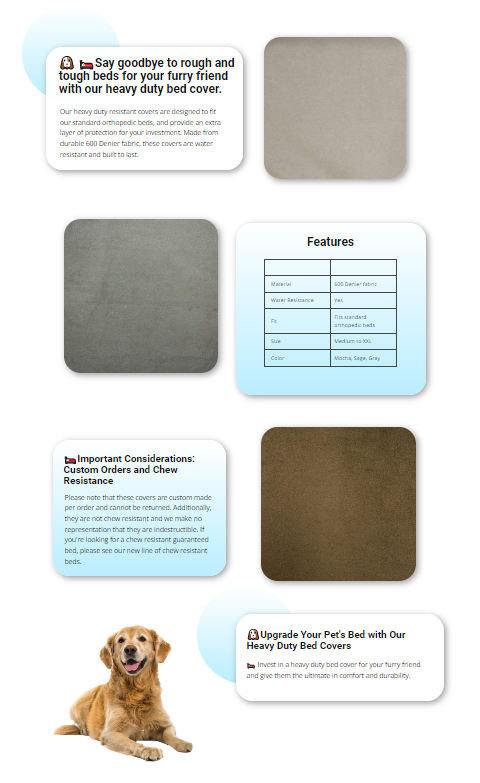 Say goodbye to rough and
tough beds for your furry friend
with our heavy duty bed cover.
Our heavy duty resistant covers are designed to fit
our standard orthopedic beds, and provide an extra
layer of protection for your investment. Made from
durable 600 Denier fabric, these covers are water
resistant and built to last.
Features
Material 600 Denier fabric
Water Resistance Yes
Fit Fits standard
orthopedic beds
Size Medium to XXL
Color Mocha, Sage, Gray
Important Considerations:
Custom Orders and Chew
Resistance
Please note that these covers are custom made
per order and cannot be returned. Additionally,
they are not chew resistant and we make no
representation that they are indestructible. If
you're looking for a chew resistant guaranteed
bed, please see our new line of chew resistant
beds.
Upgrade Your Pet's Bed with Our
Heavy Duty Bed Covers
Invest in a heavy duty bed cover for your furry friend
and give them the ultimate in comfort and durability.